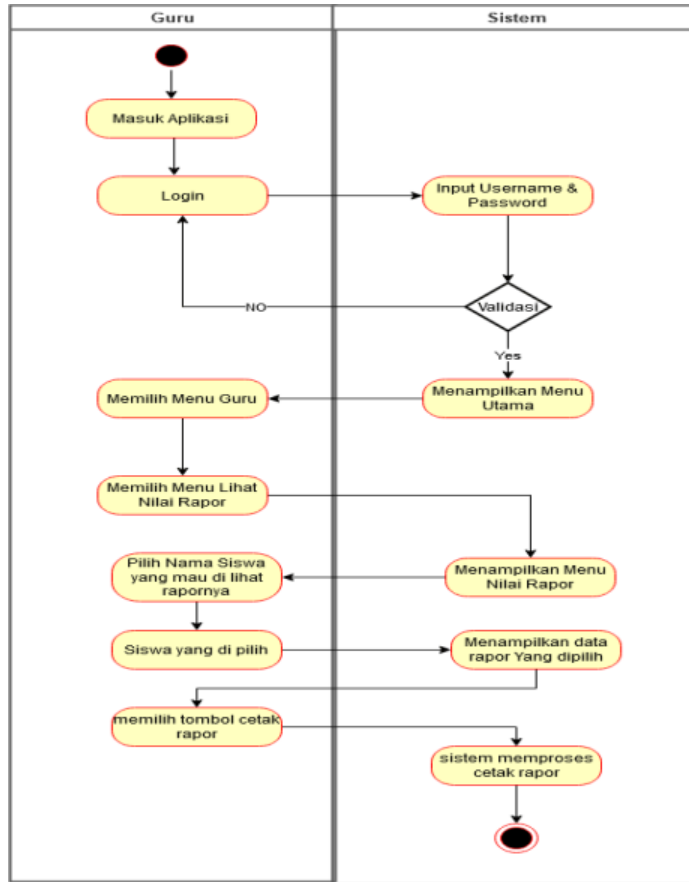 Guru
Sistem
Masuk Aplikasi
Login
Input Username &
Password
Validasi
NO
Yes
Menampilkan Menu
Utama
Memilih Menu Guru
Memilih Menu Lihat
Nilai Rapor
Menampilkan Menu
Nilai Rapor
Pilih Nama Siswa
yang mau di lihat
rapornya
Siswa yang di pilih
Menampilkan data
rapor Yang dipilih
memilih tombol cetak
rapor
sistem memproses
cetak rapor